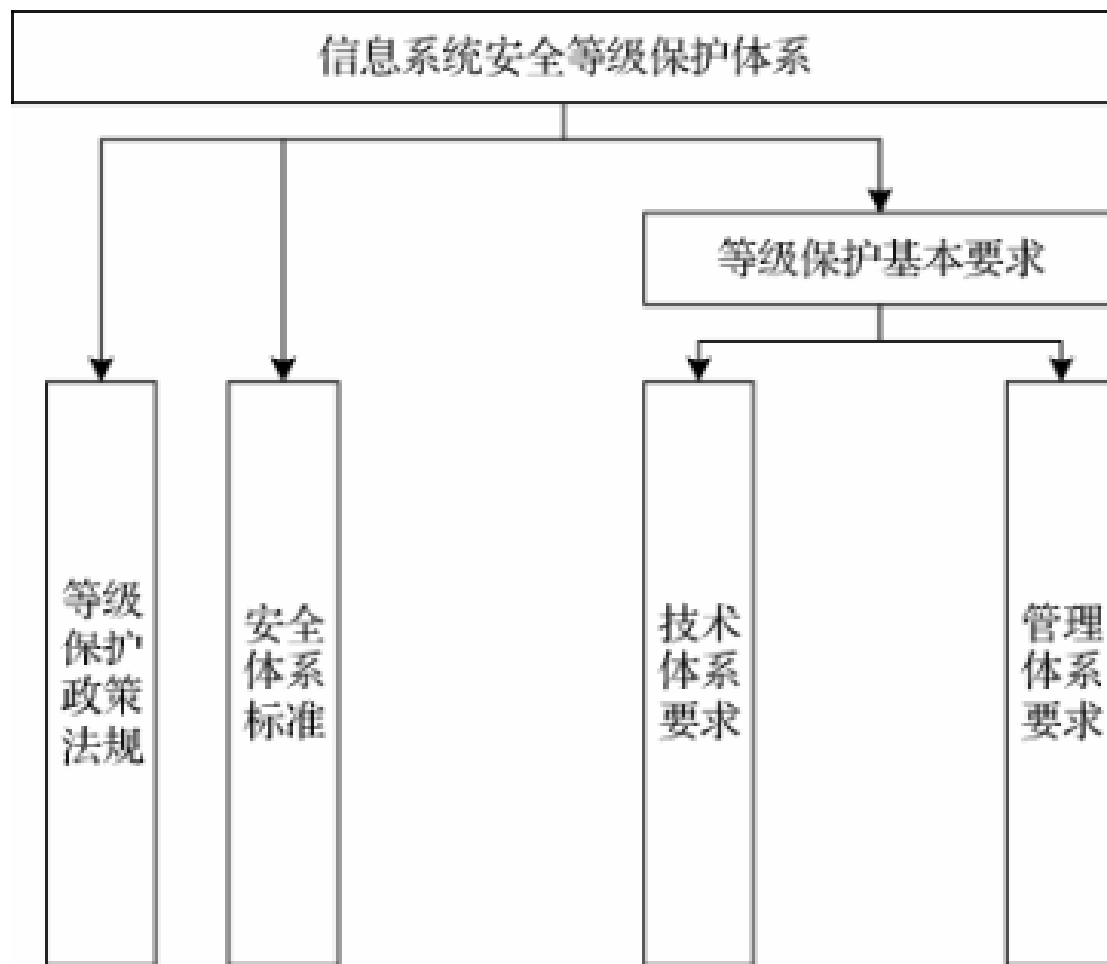 信息系统安全等级保护体系
等级保护基本要求
等级
保护
政策
法规
安全
体系
标准
技术
体系
要求
管理
体系
要求